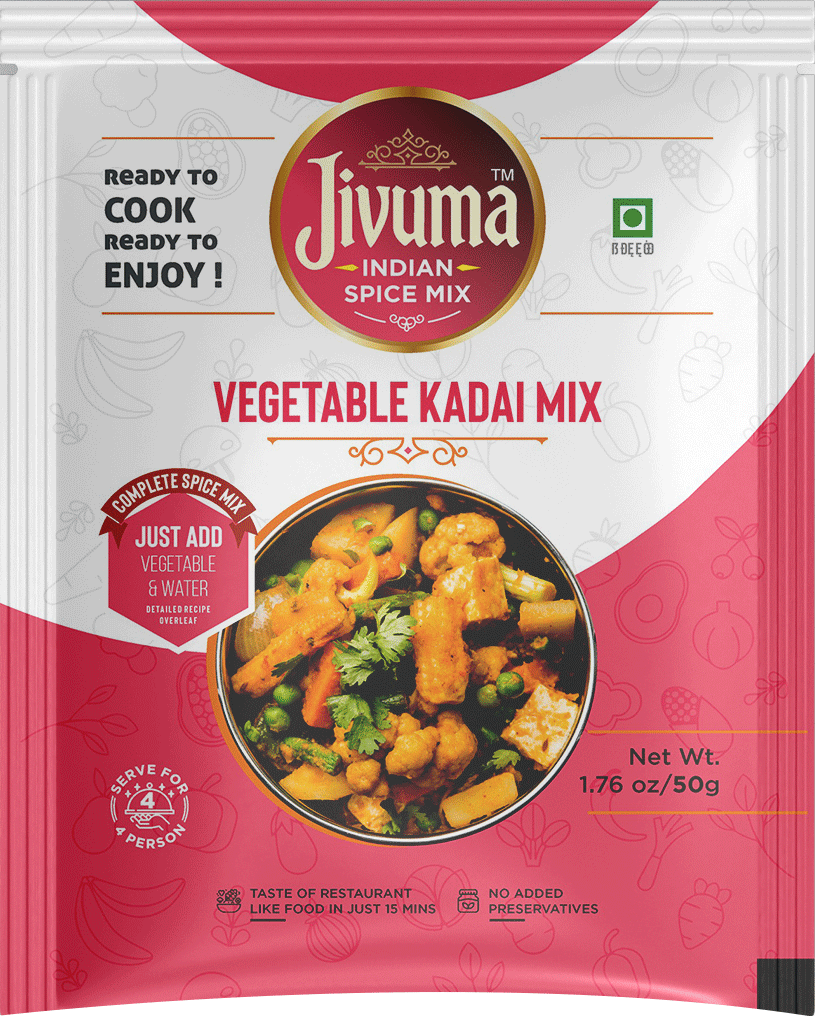 ReaDY TO
COOK
ReaDY TO
ENJOY !
Jivuma™
INDIAN
SPICE MIX
VEGETABLE KADAI MIX
COMPLETE SPICE MIX
JUST ADD
VEGETABLE
& WATER
DETAILED RECIPE
OVERLEAF
SERVE FOR
4
4 PERSON
Net Wt.
1.76 oz/50g
TASTE OF RESTAURANT
LIKE FOOD IN JUST 15 MINS
NO ADDED
PRESERVATIVES